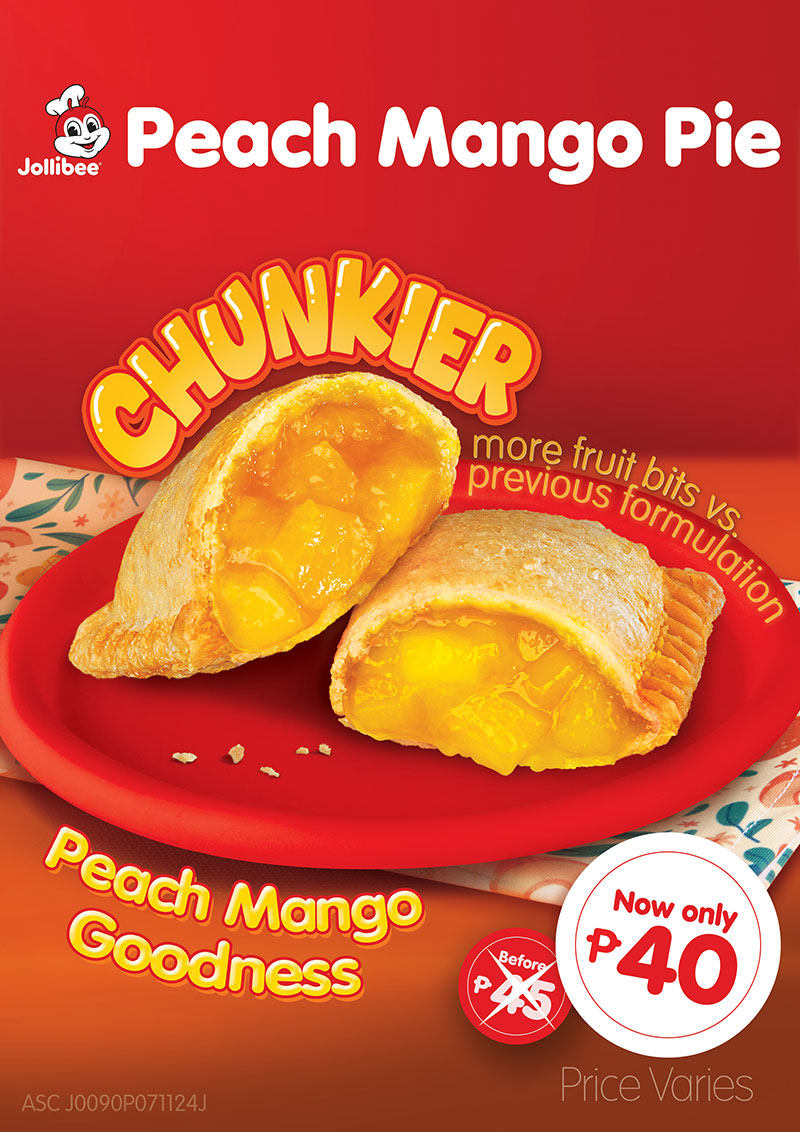 Jollibee
Peach Mango Pie
CHUNKIER
more fruit bits vs.
previous formulation
Peach Mango
Goodness
Before
₱45
Now only
₱40
Price Varies
ASC J0090P071124J